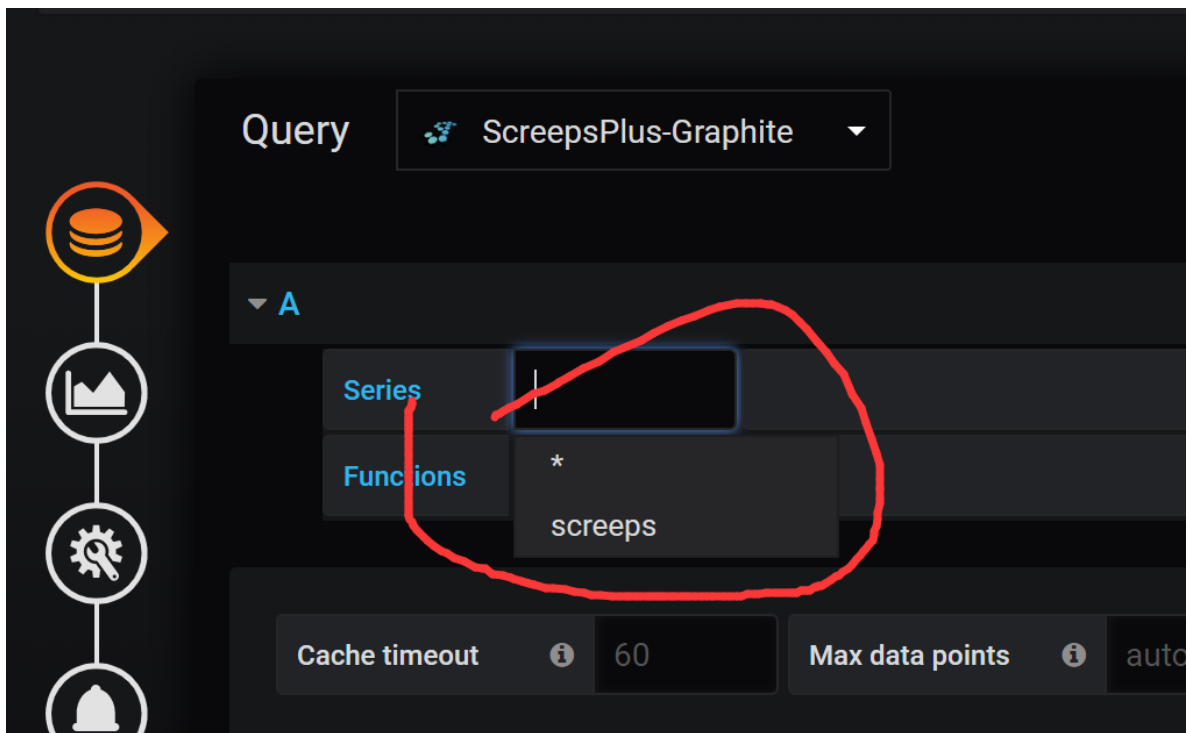 Query ScreepsPlus-Graphite
A
Series
Functions
*
screeps
Cache timeout 60 Max data points auto